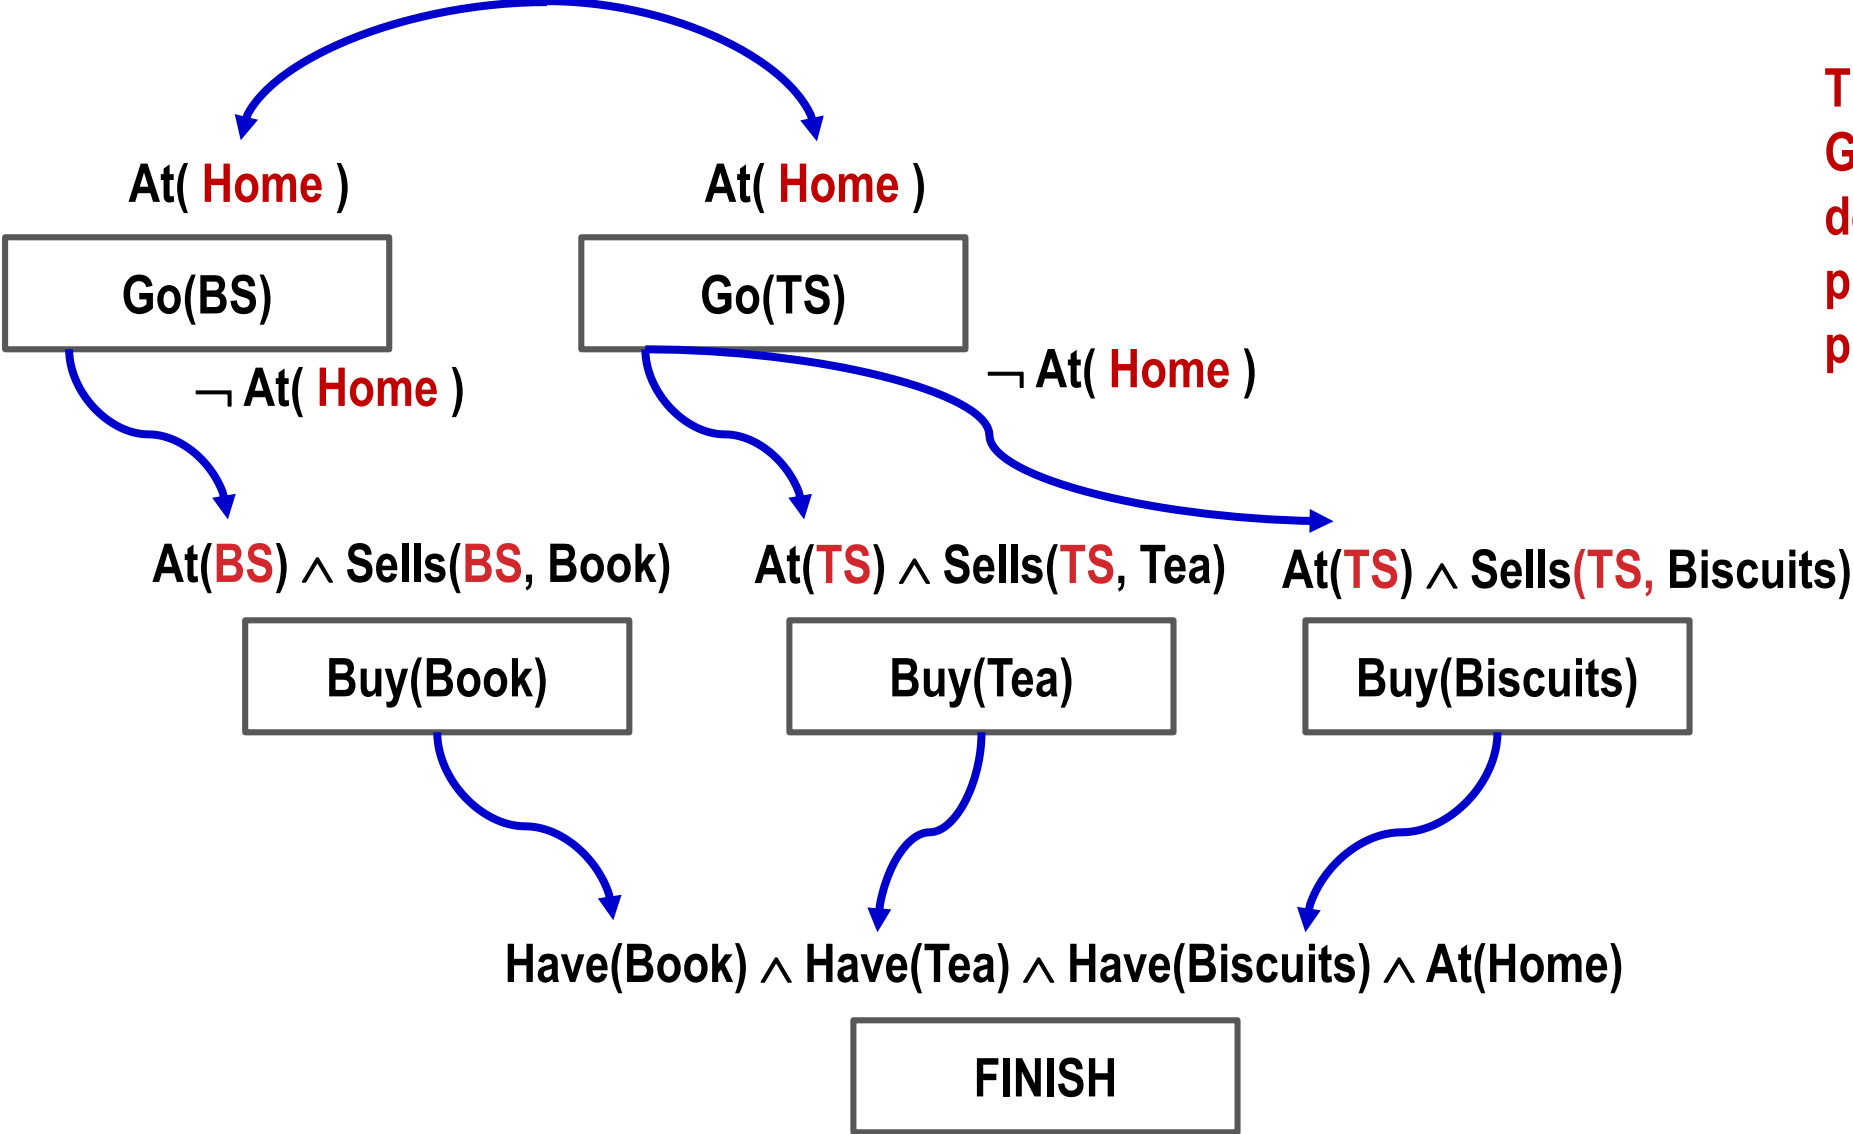 At( Home )
At( Home )
Go(BS)
Go(TS)
¬ At( Home )
¬ At( Home )
At(BS) ∧ Sells(BS, Book)
At(TS) ∧ Sells(TS, Tea)
At(TS) ∧ Sells(TS, Biscuits)
Buy(Book)
Buy(Tea)
Buy(Biscuits)
Have(Book) ∧ Have(Tea) ∧ Have(Biscuits) ∧ At(Home)
FINISH